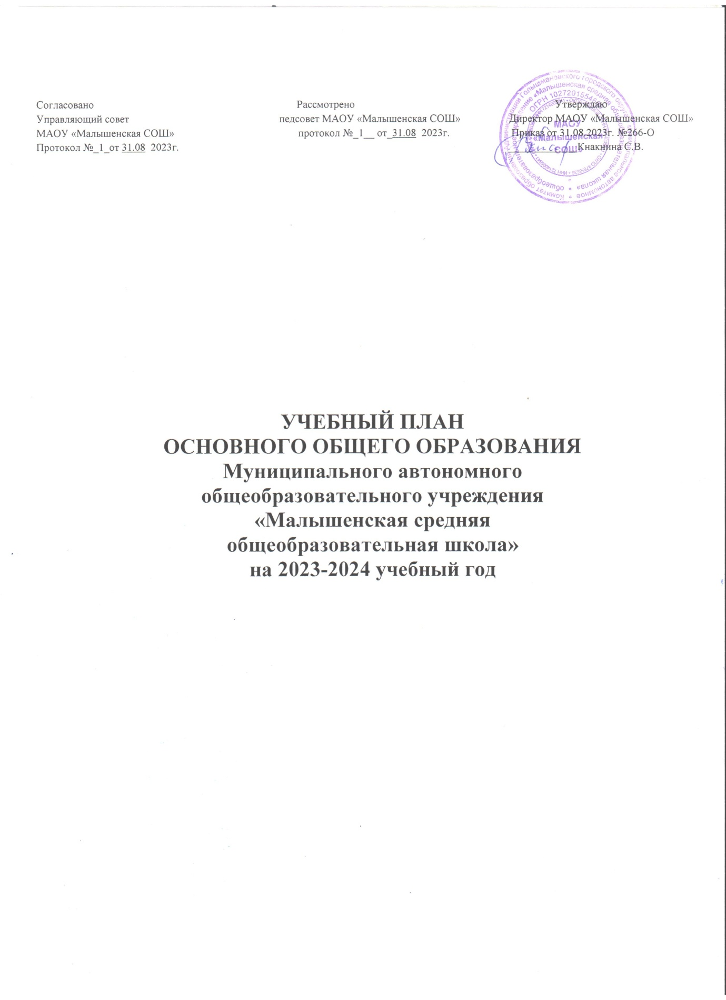 Согласовано
Управляющий совет
МАОУ «Малышенская СОШ»
Протокол №_1_от 31.08 2023г.
Рассмотрено
педсовет МАОУ «Малышенская СОШ»
протокол №_1__ от_31.08 2023г.
Утверждаю
Директор МАОУ «Малышенская СОШ»
Приказ от 31.08.2023г. №266-О
_____________Кнакнина С.В.
МАОУ
«Малышенская
СОШ»
УЧЕБНЫЙ ПЛАН
ОСНОВНОГО ОБЩЕГО ОБРАЗОВАНИЯ
Муниципального автономного
общеобразовательного учреждения
«Малышенская средняя
общеобразовательная школа»
на 2023-2024 учебный год